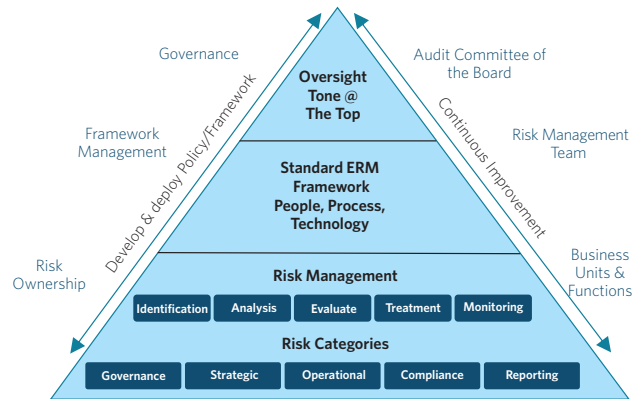 Governance
Audit Committee of
the Board
Oversight
Tone @
The Top
Framework
Management
Develop & deploy Policy/Framework
Continuous Improvement
Risk Management
Team
Standard ERM
Framework
People, Process,
Technology
Risk
Ownership
Business
Units &
Functions
Risk Management
Identification
Analysis
Evaluate
Treatment
Monitoring
Risk Categories
Governance
Strategic
Operational
Compliance
Reporting